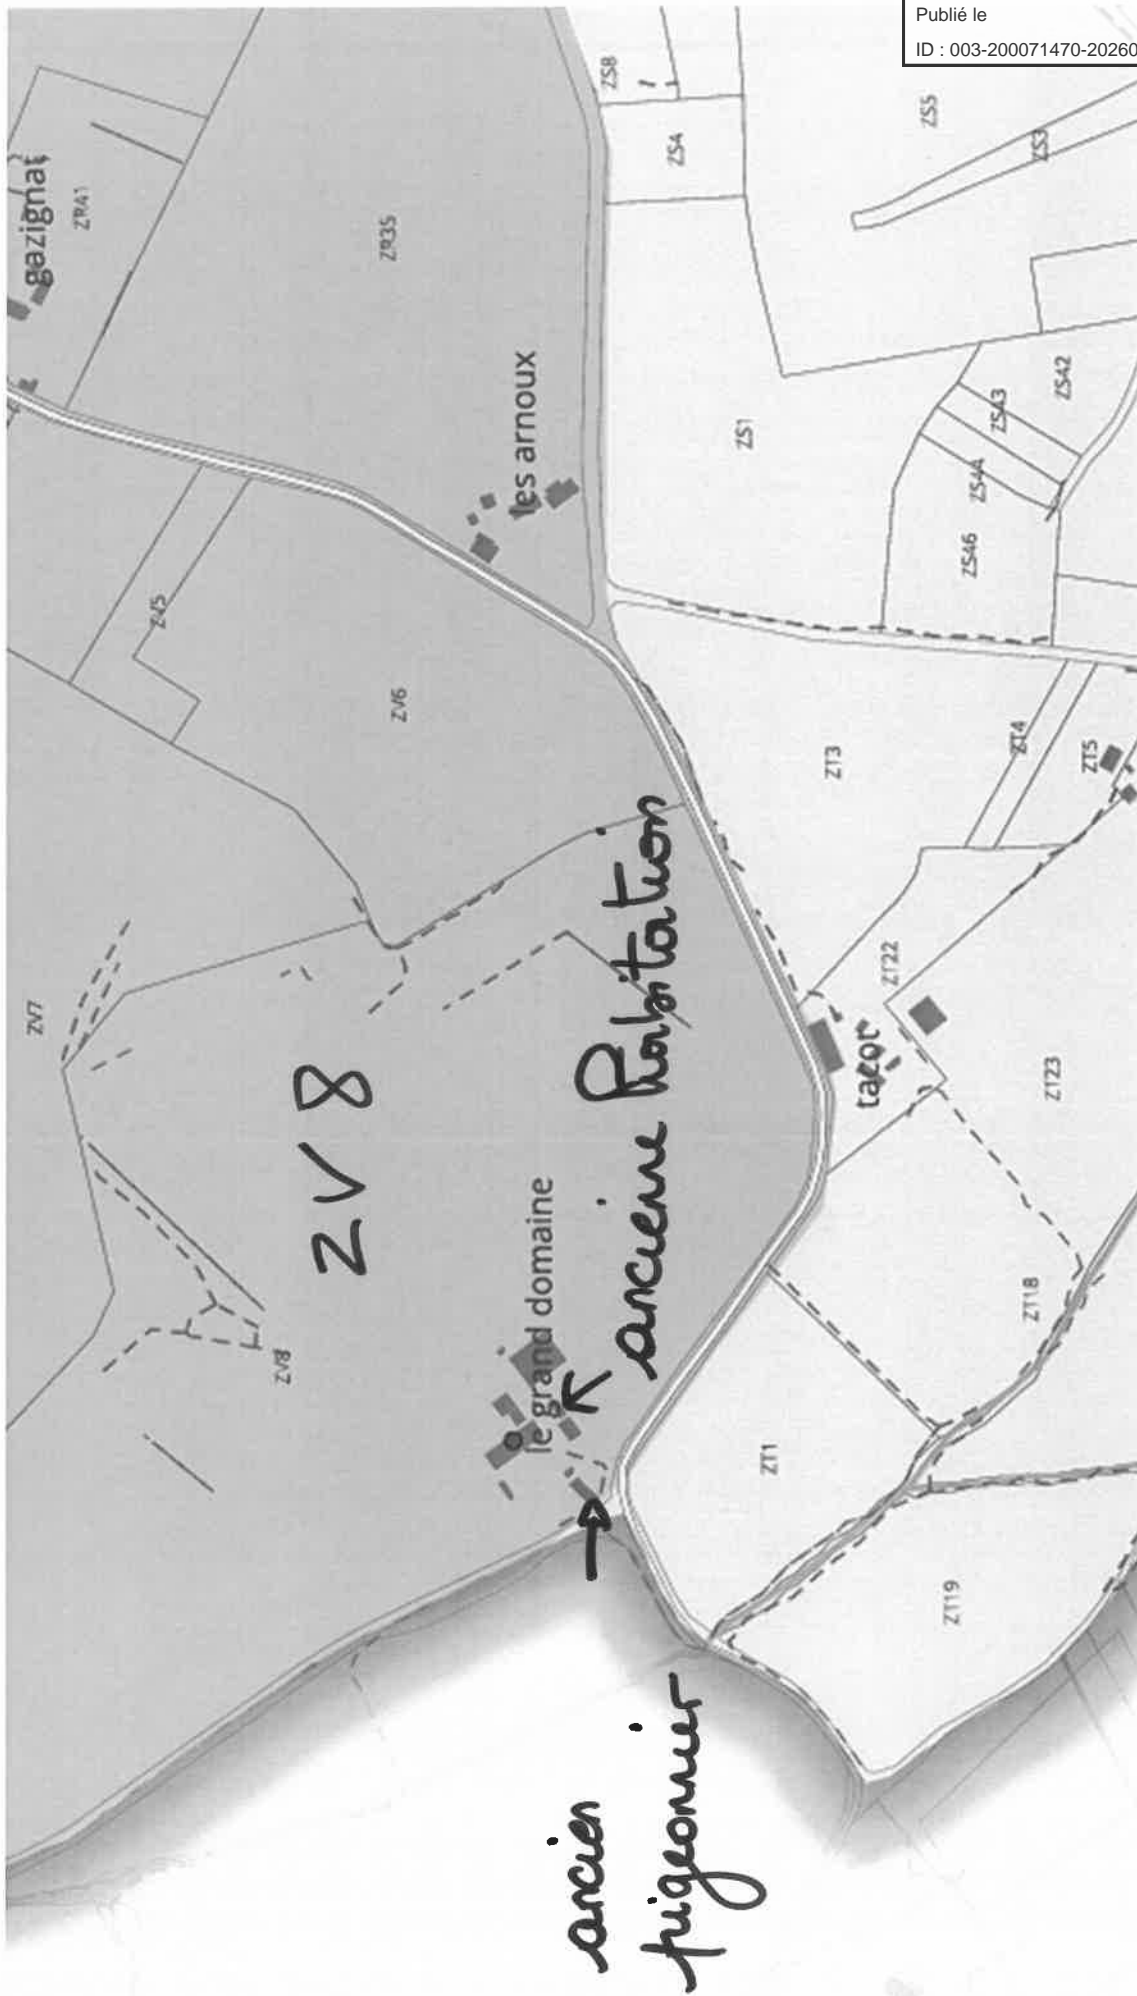 Publié le
ID : 003-200071470-20260
gazignat
ZR41
ZR35
les arnoux
ZS8
ZS4
ZS5
ZS3
ZS1
ZS42
ZS43
ZS44
ZS46
ZV5
ZV6
ZV7
ZV8
ZV 8
le grand domaine
ancienne habitation
ancien
pigeonnier
ZT3
ZT4
ZT5
ZT22
tacot
ZT23
ZT18
ZT1
ZT19